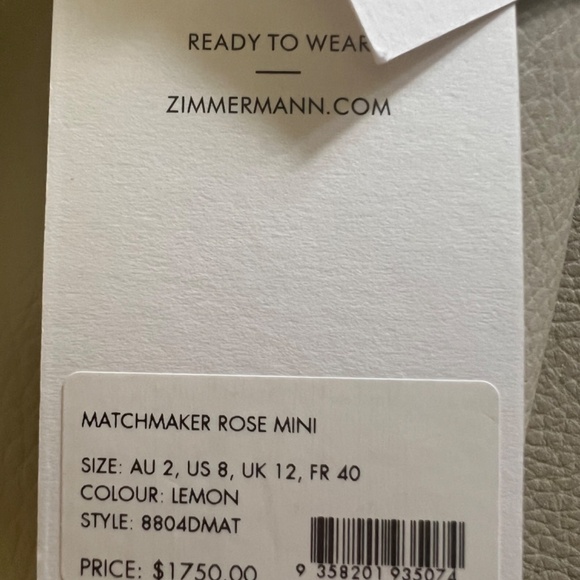 READY TO WEAR
ZIMMERMANN.COM
MATCHMAKER ROSE MINI
SIZE: AU 2, US 8, UK 12, FR 40
COLOUR: LEMON
STYLE: 8804DMAT
PRICE: $1750.00
9 358201 935074